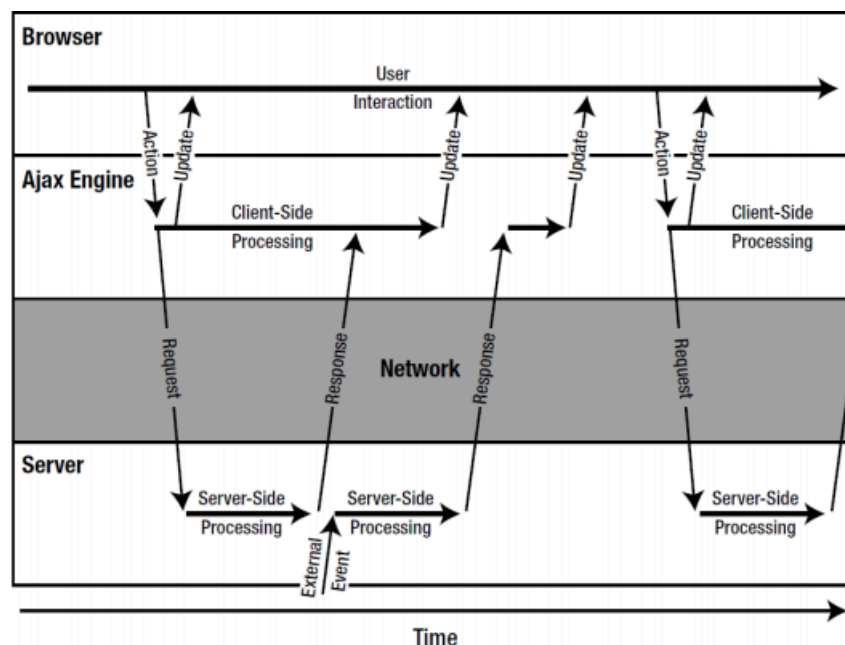 Browser
User
Interaction
Action
Update
Update
Update
Action
Update
Ajax Engine
Client-Side
Processing
Client-Side
Processing
Request
Response
Network
Response
Request
Server
Server-Side
Processing
Server-Side
Processing
Server-Side
Processing
External
Event
Time